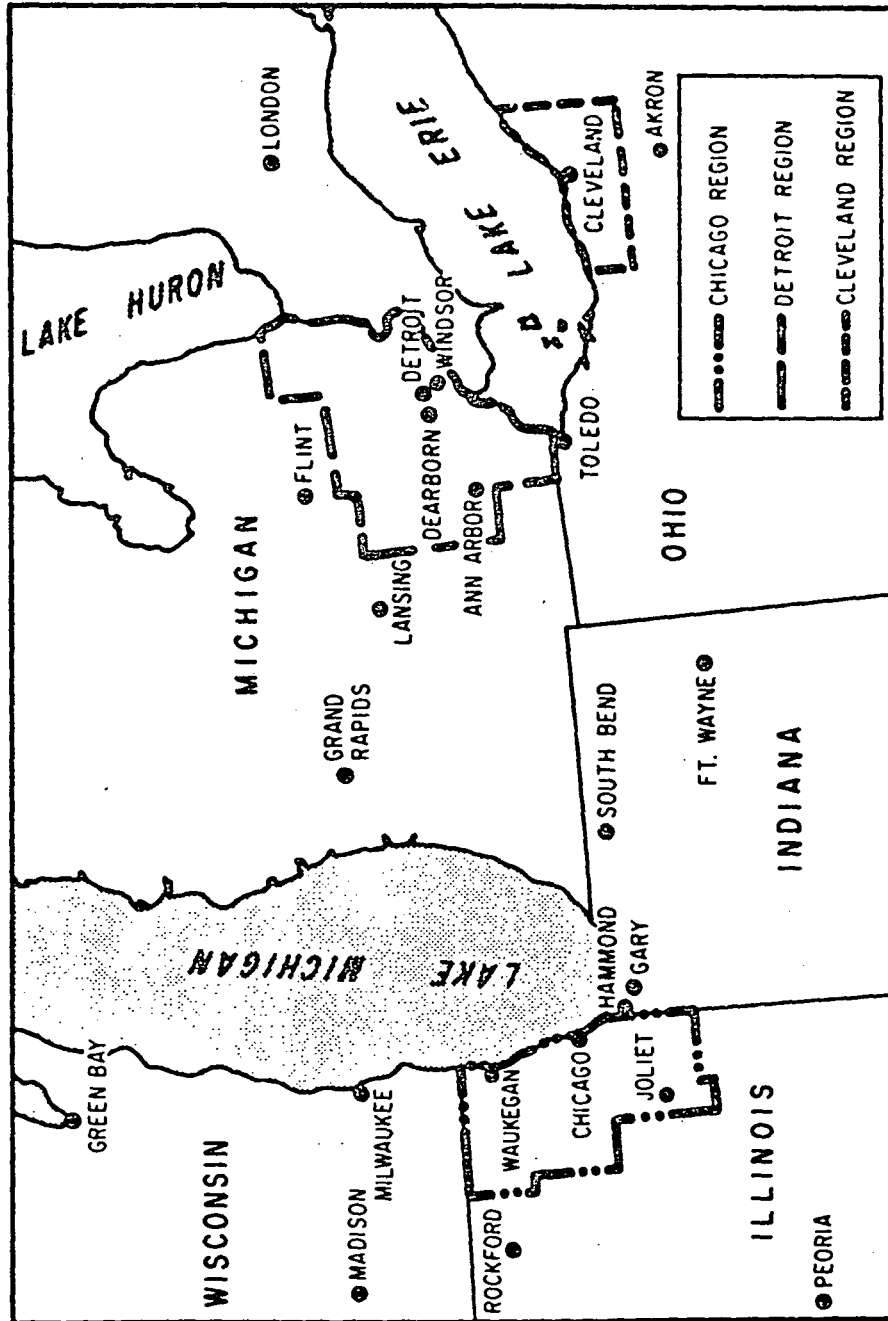 WISCONSIN
GREEN BAY
MADISON
MILWAUKEE
LAKE MICHIGAN
MICHIGAN
GRAND
RAPIDS
LANSING
FLINT
LAKE HURON
DETROIT
WINDSOR
DEARBORN
ANN ARBOR
LONDON
LAKE ERIE
ROCKFORD
WAUKEGAN
CHICAGO
JOLIET
HAMMOND
GARY
SOUTH BEND
TOLEDO
CLEVELAND
AKRON
ILLINOIS
PEORIA
INDIANA
FT. WAYNE
OHIO
CHICAGO REGION
DETROIT REGION
CLEVELAND REGION